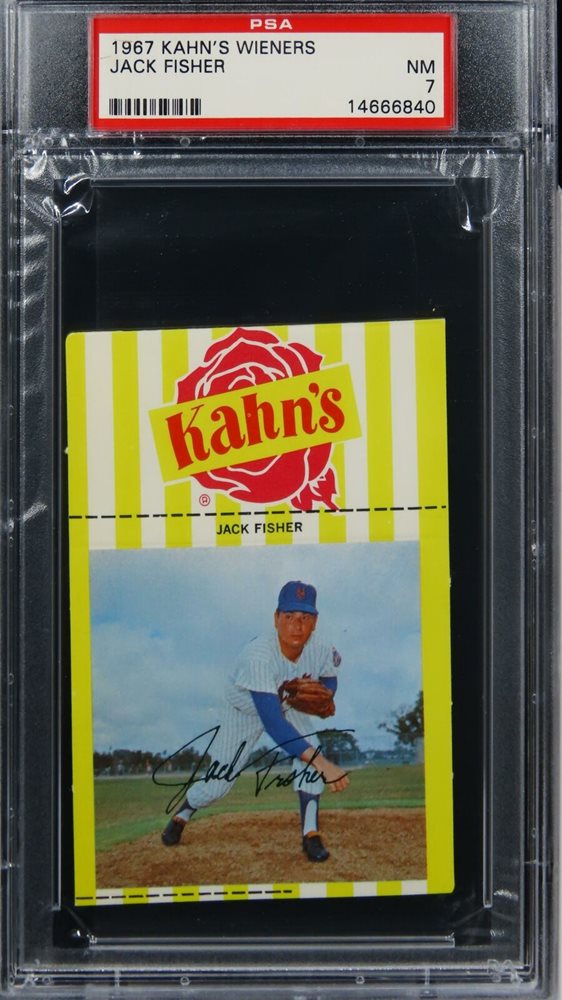 PSA
1967 KAHN'S WIENERS
JACK FISHER NM
7
14666840
Kahn's
®
JACK FISHER
Jack Fisher